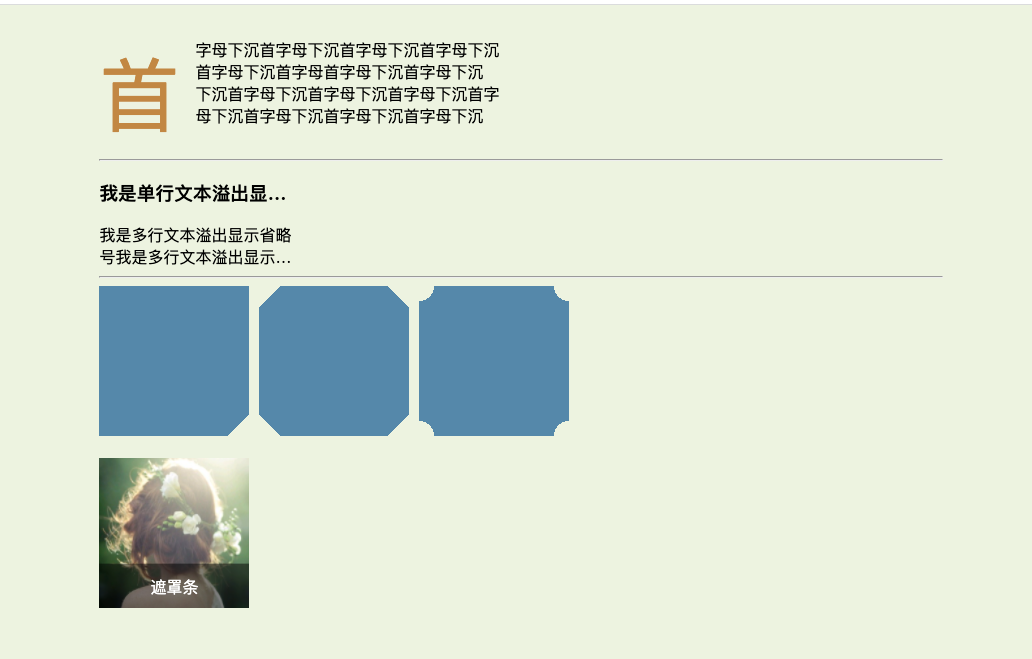 首
字母下沉首字母下沉首字母下沉首字母下沉
首字母下沉首字母首字母下沉首字母下沉
下沉首字母下沉首字母下沉首字母下沉首字
母下沉首字母下沉首字母下沉首字母下沉
我是单行文本溢出显…
我是多行文本溢出显示省略
号我是多行文本溢出显示…
遮罩条